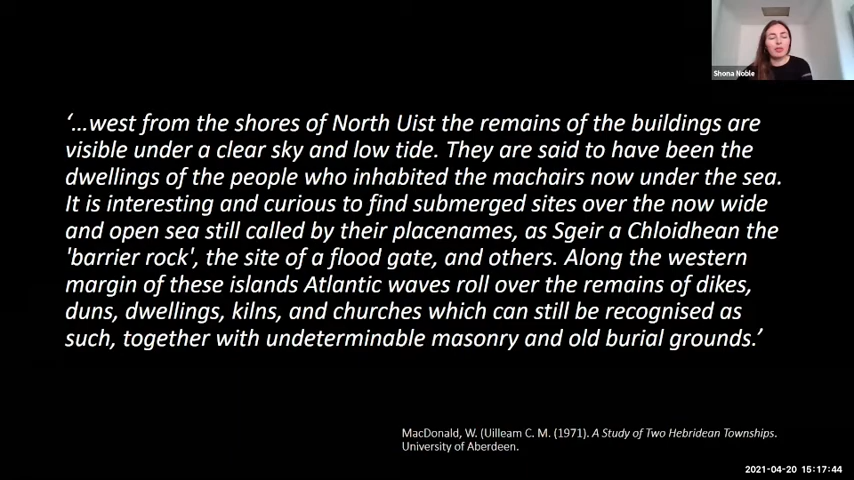 Shona Noble
‘...west from the shores of North Uist the remains of the buildings are
visible under a clear sky and low tide. They are said to have been the
dwellings of the people who inhabited the machairs now under the sea.
It is interesting and curious to find submerged sites over the now wide
and open sea still called by their placenames, as Sgeir a Chloidhean the
'barrier rock', the site of a flood gate, and others. Along the western
margin of these islands Atlantic waves roll over the remains of dikes,
duns, dwellings, kilns, and churches which can still be recognised as
such, together with undeterminable masonry and old burial grounds.’
MacDonald, W. (Uilleam C. M. (1971). A Study of Two Hebridean Townships.
University of Aberdeen.
2021-04-20 15:17:44